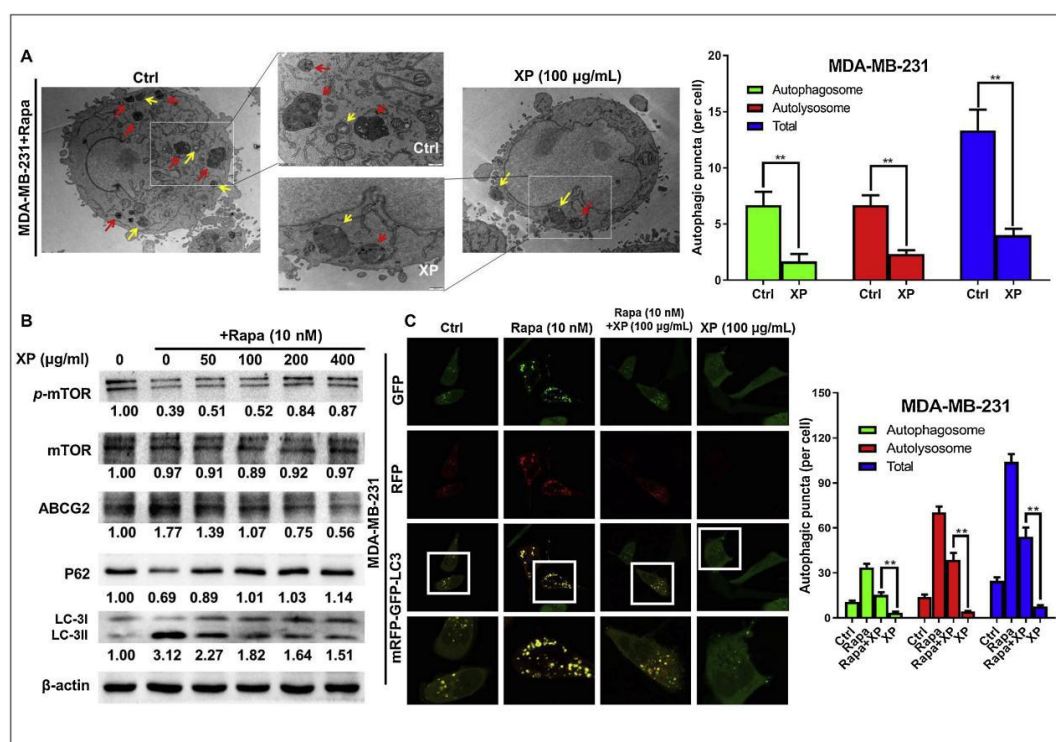 A
MDA-MB-231+Rapa
Ctrl
Ctrl
XP
XP (100 µg/mL)
MDA-MB-231
Autophagosome
Autolysosome
Total
Autophagic puncta (per cell)
20
15
10
5
0
** ** **
Ctrl XP Ctrl XP Ctrl XP
B
+Rapa (10 nM)
XP (µg/ml) 0 0 50 100 200 400
p-mTOR
1.00 0.39 0.51 0.52 0.84 0.87
mTOR
1.00 0.97 0.91 0.89 0.92 0.97
ABCG2
1.00 1.77 1.39 1.07 0.75 0.56
P62
1.00 0.69 0.89 1.01 1.03 1.14
LC-3I
LC-3II
1.00 3.12 2.27 1.82 1.64 1.51
β-actin
C
MDA-MB-231
Ctrl
Rapa (10 nM)
Rapa (10 nM)
+XP (100 µg/mL)
XP (100 µg/mL)
GFP
RFP
mRFP-GFP-LC3
MDA-MB-231
Autophagosome
Autolysosome
Total
Autophagic puncta (per cell)
150
120
90
60
30
0
** ** **
Ctrl Rapa Rapa+XP XP Ctrl Rapa Rapa+XP XP Ctrl Rapa Rapa+XP XP